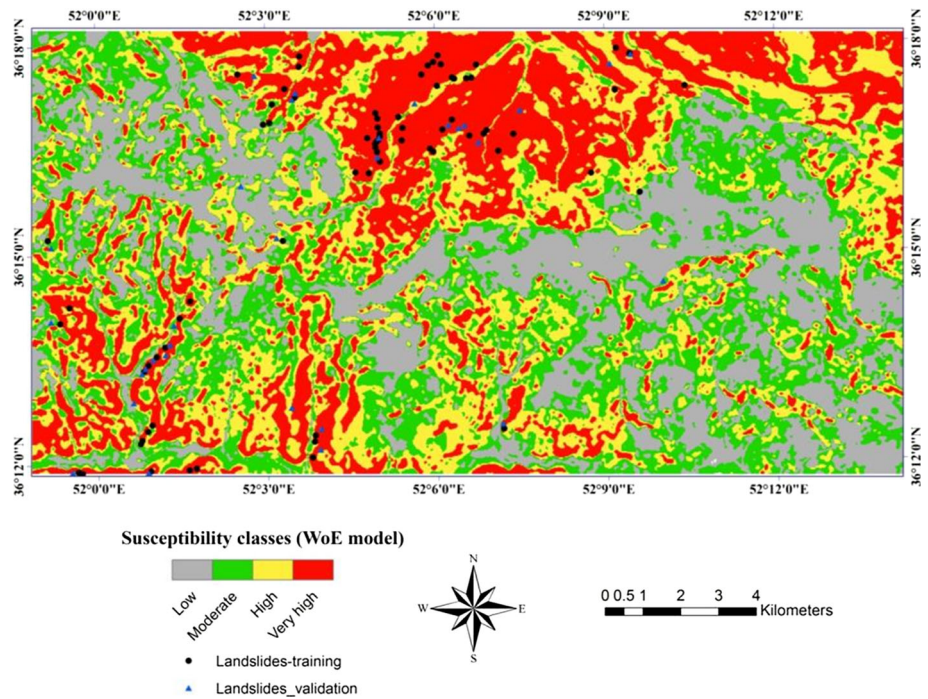 52°0'0"E 52°3'0"E 52°6'0"E 52°9'0"E 52°12'0"E
36°18'0"N 36°18'0"N
36°15'0"N 36°15'0"N
36°12'0"N 36°12'0"N
52°0'0"E 52°3'0"E 52°6'0"E 52°9'0"E 52°12'0"E
Susceptibility classes (WoE model)
Low Moderate High Very high
N
W E
S
0 0.5 1 2 3 4
Kilometers
Landslides-training
Landslides_validation